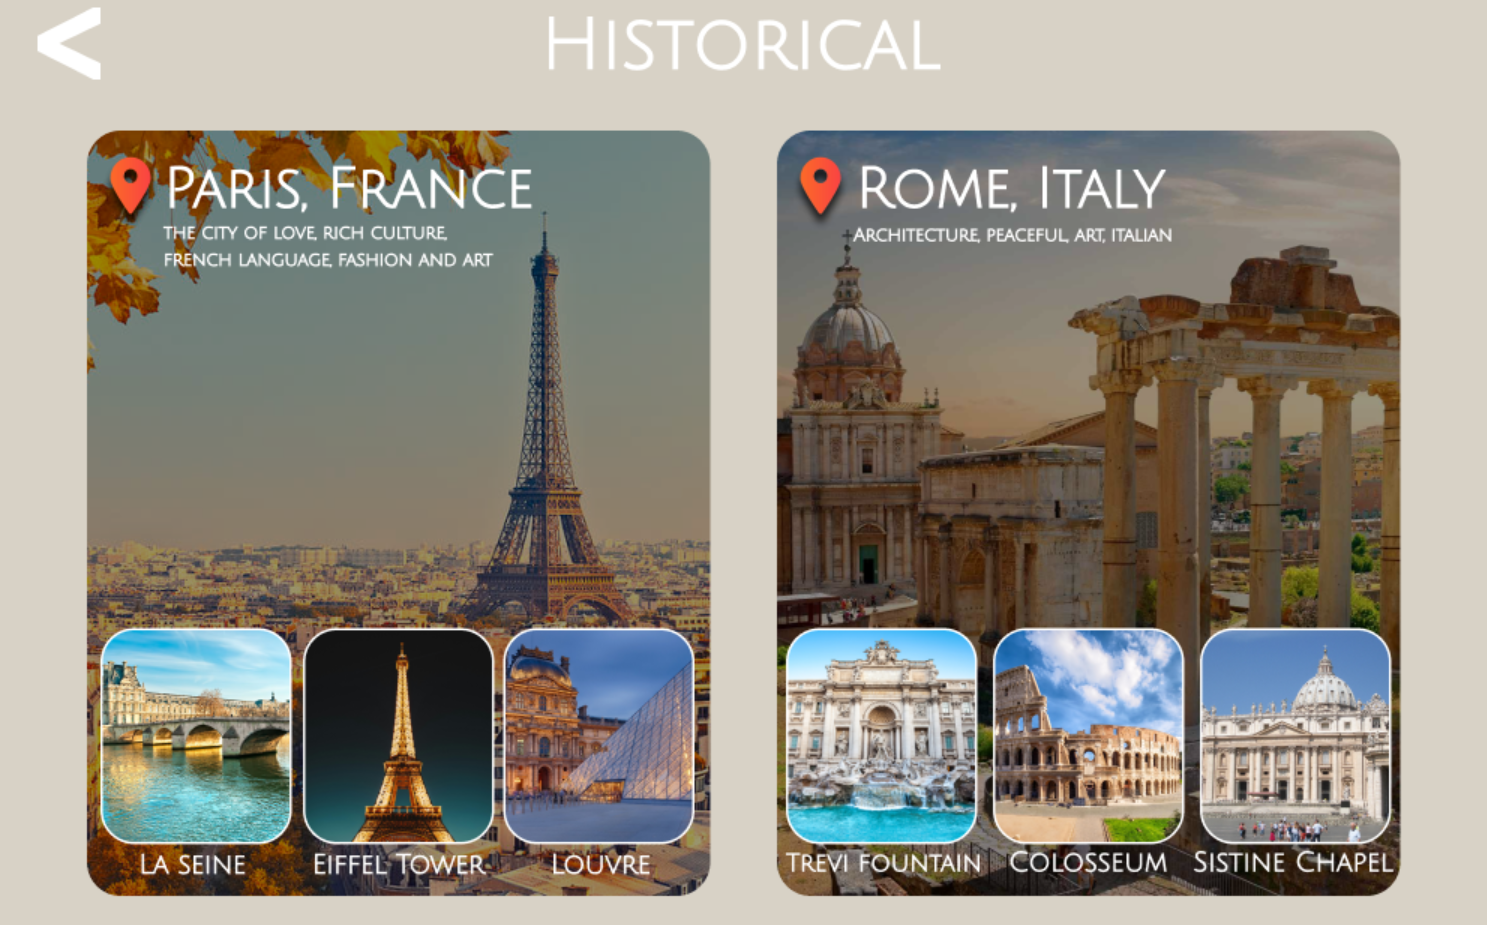 <
HISTORICAL
PARIS, FRANCE
THE CITY OF LOVE, RICH CULTURE,
FRENCH LANGUAGE, FASHION AND ART
LA SEINE
EIFFEL TOWER
LOUVRE
ROME, ITALY
ARCHITECTURE, PEACEFUL, ART, ITALIAN
TREVI FOUNTAIN
COLOSSEUM
SISTINE CHAPEL